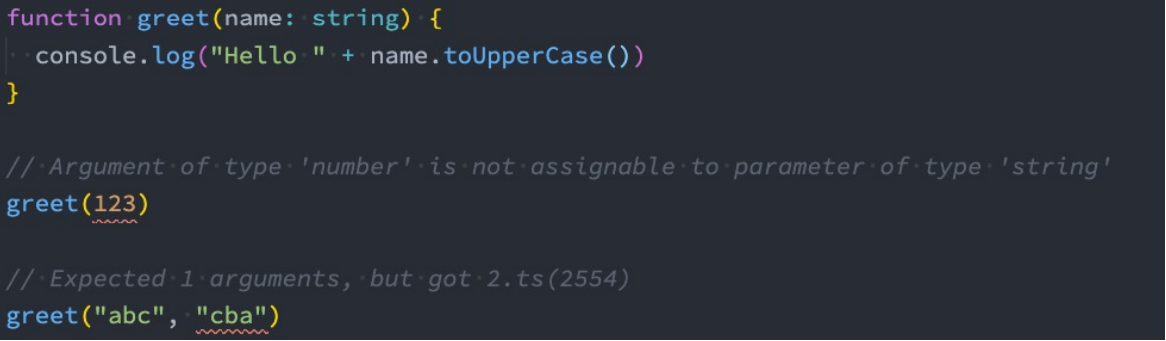 function greet(name: string) {
  console.log("Hello " + name.toUpperCase())
}
// Argument of type 'number' is not assignable to parameter of type 'string'
greet(123)
// Expected 1 arguments, but got 2.ts(2554)
greet("abc", "cba")